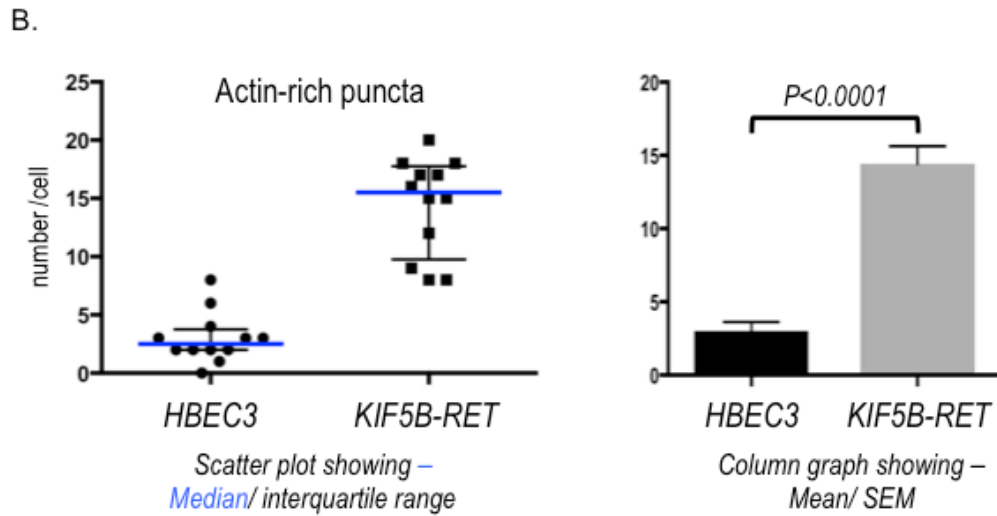 B.
Actin-rich puncta
number/cell
25
20
15
10
5
0
HBEC3
KIF5B-RET
Scatter plot showing –
Median/ interquartile range
20
15
10
5
0
P<0.0001
HBEC3
KIF5B-RET
Column graph showing –
Mean/ SEM